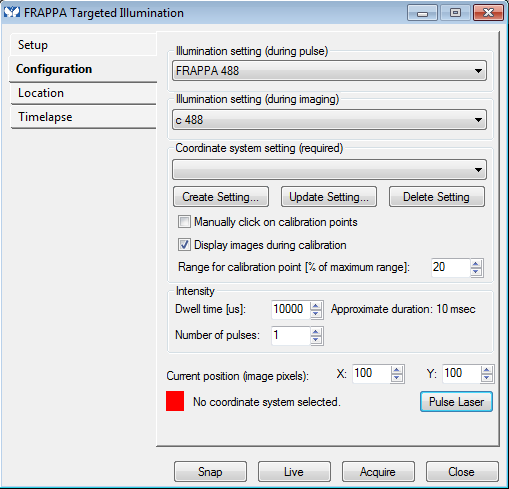 FRAPPA Targeted Illumination
Setup
Configuration
Location
Timelapse
Illumination setting (during pulse)
FRAPPA 488
Illumination setting (during imaging)
c 488
Coordinate system setting (required)
Create Setting... Update Setting... Delete Setting
Manually click on calibration points
Display images during calibration
Range for calibration point [% of maximum range]: 20
Intensity
Dwell time [us]: 10000 Approximate duration: 10 msec
Number of pulses: 1
Current position (image pixels): X: 100 Y: 100
No coordinate system selected. Pulse Laser
Snap Live Acquire Close